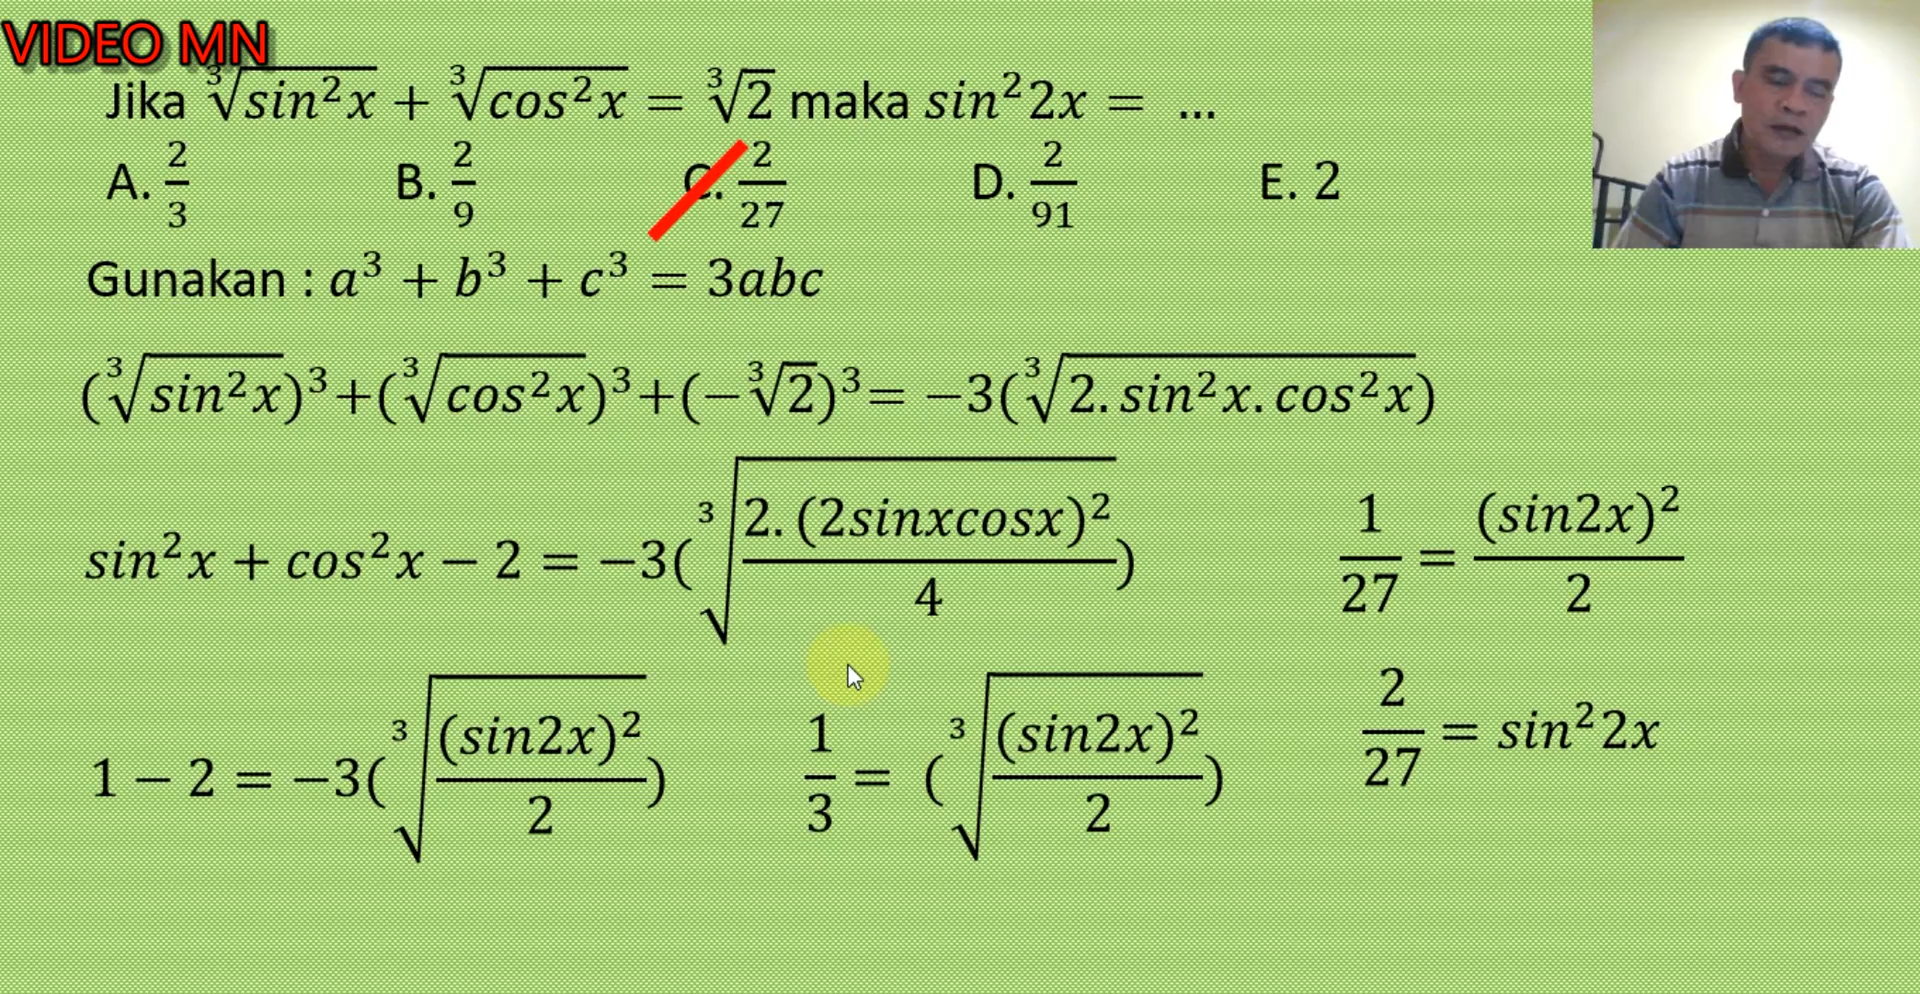 VIDEO MN
Jika ∛(sin²x) + ∛(cos²x) = ∛2 maka sin²2x = ...
A. 2/3 B. 2/9 C. 2/27 D. 2/91 E. 2
Gunakan : a³ + b³ + c³ = 3abc
(∛(sin²x))³+(∛(cos²x))³+(−∛2)³= −3(∛(2.sin²x.cos²x))
sin²x + cos²x − 2 = −3(∛(2.(2sinxcosx)²/4))
1/27 = (sin2x)²/2
1 − 2 = −3(∛((sin2x)²/2))
1/3 = (∛((sin2x)²/2))
2/27 = sin²2x